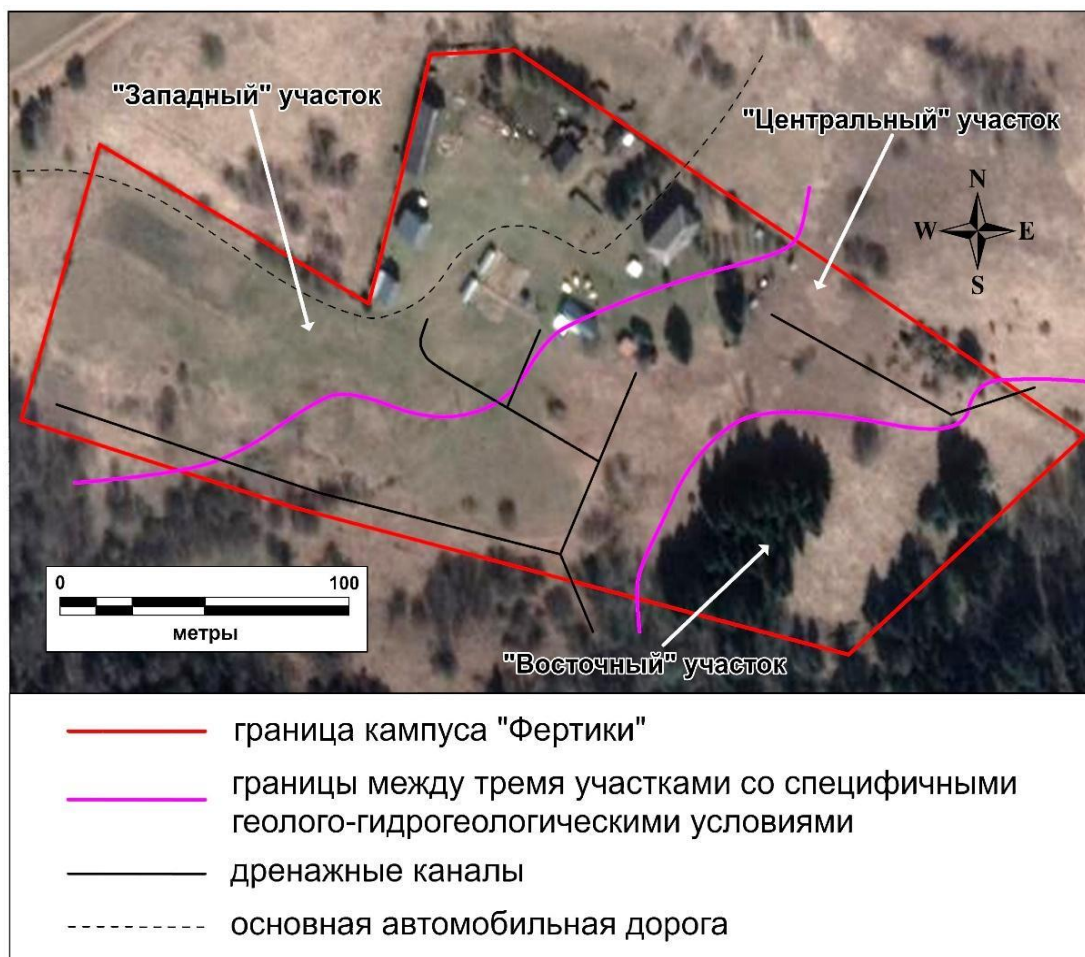 "Западный" участок
"Центральный" участок
N
W E
S
0 100
метры
"Восточный" участок
граница кампуса "Фертики"
границы между тремя участками со специфичными
геолого-гидрогеологическими условиями
дренажные каналы
основная автомобильная дорога